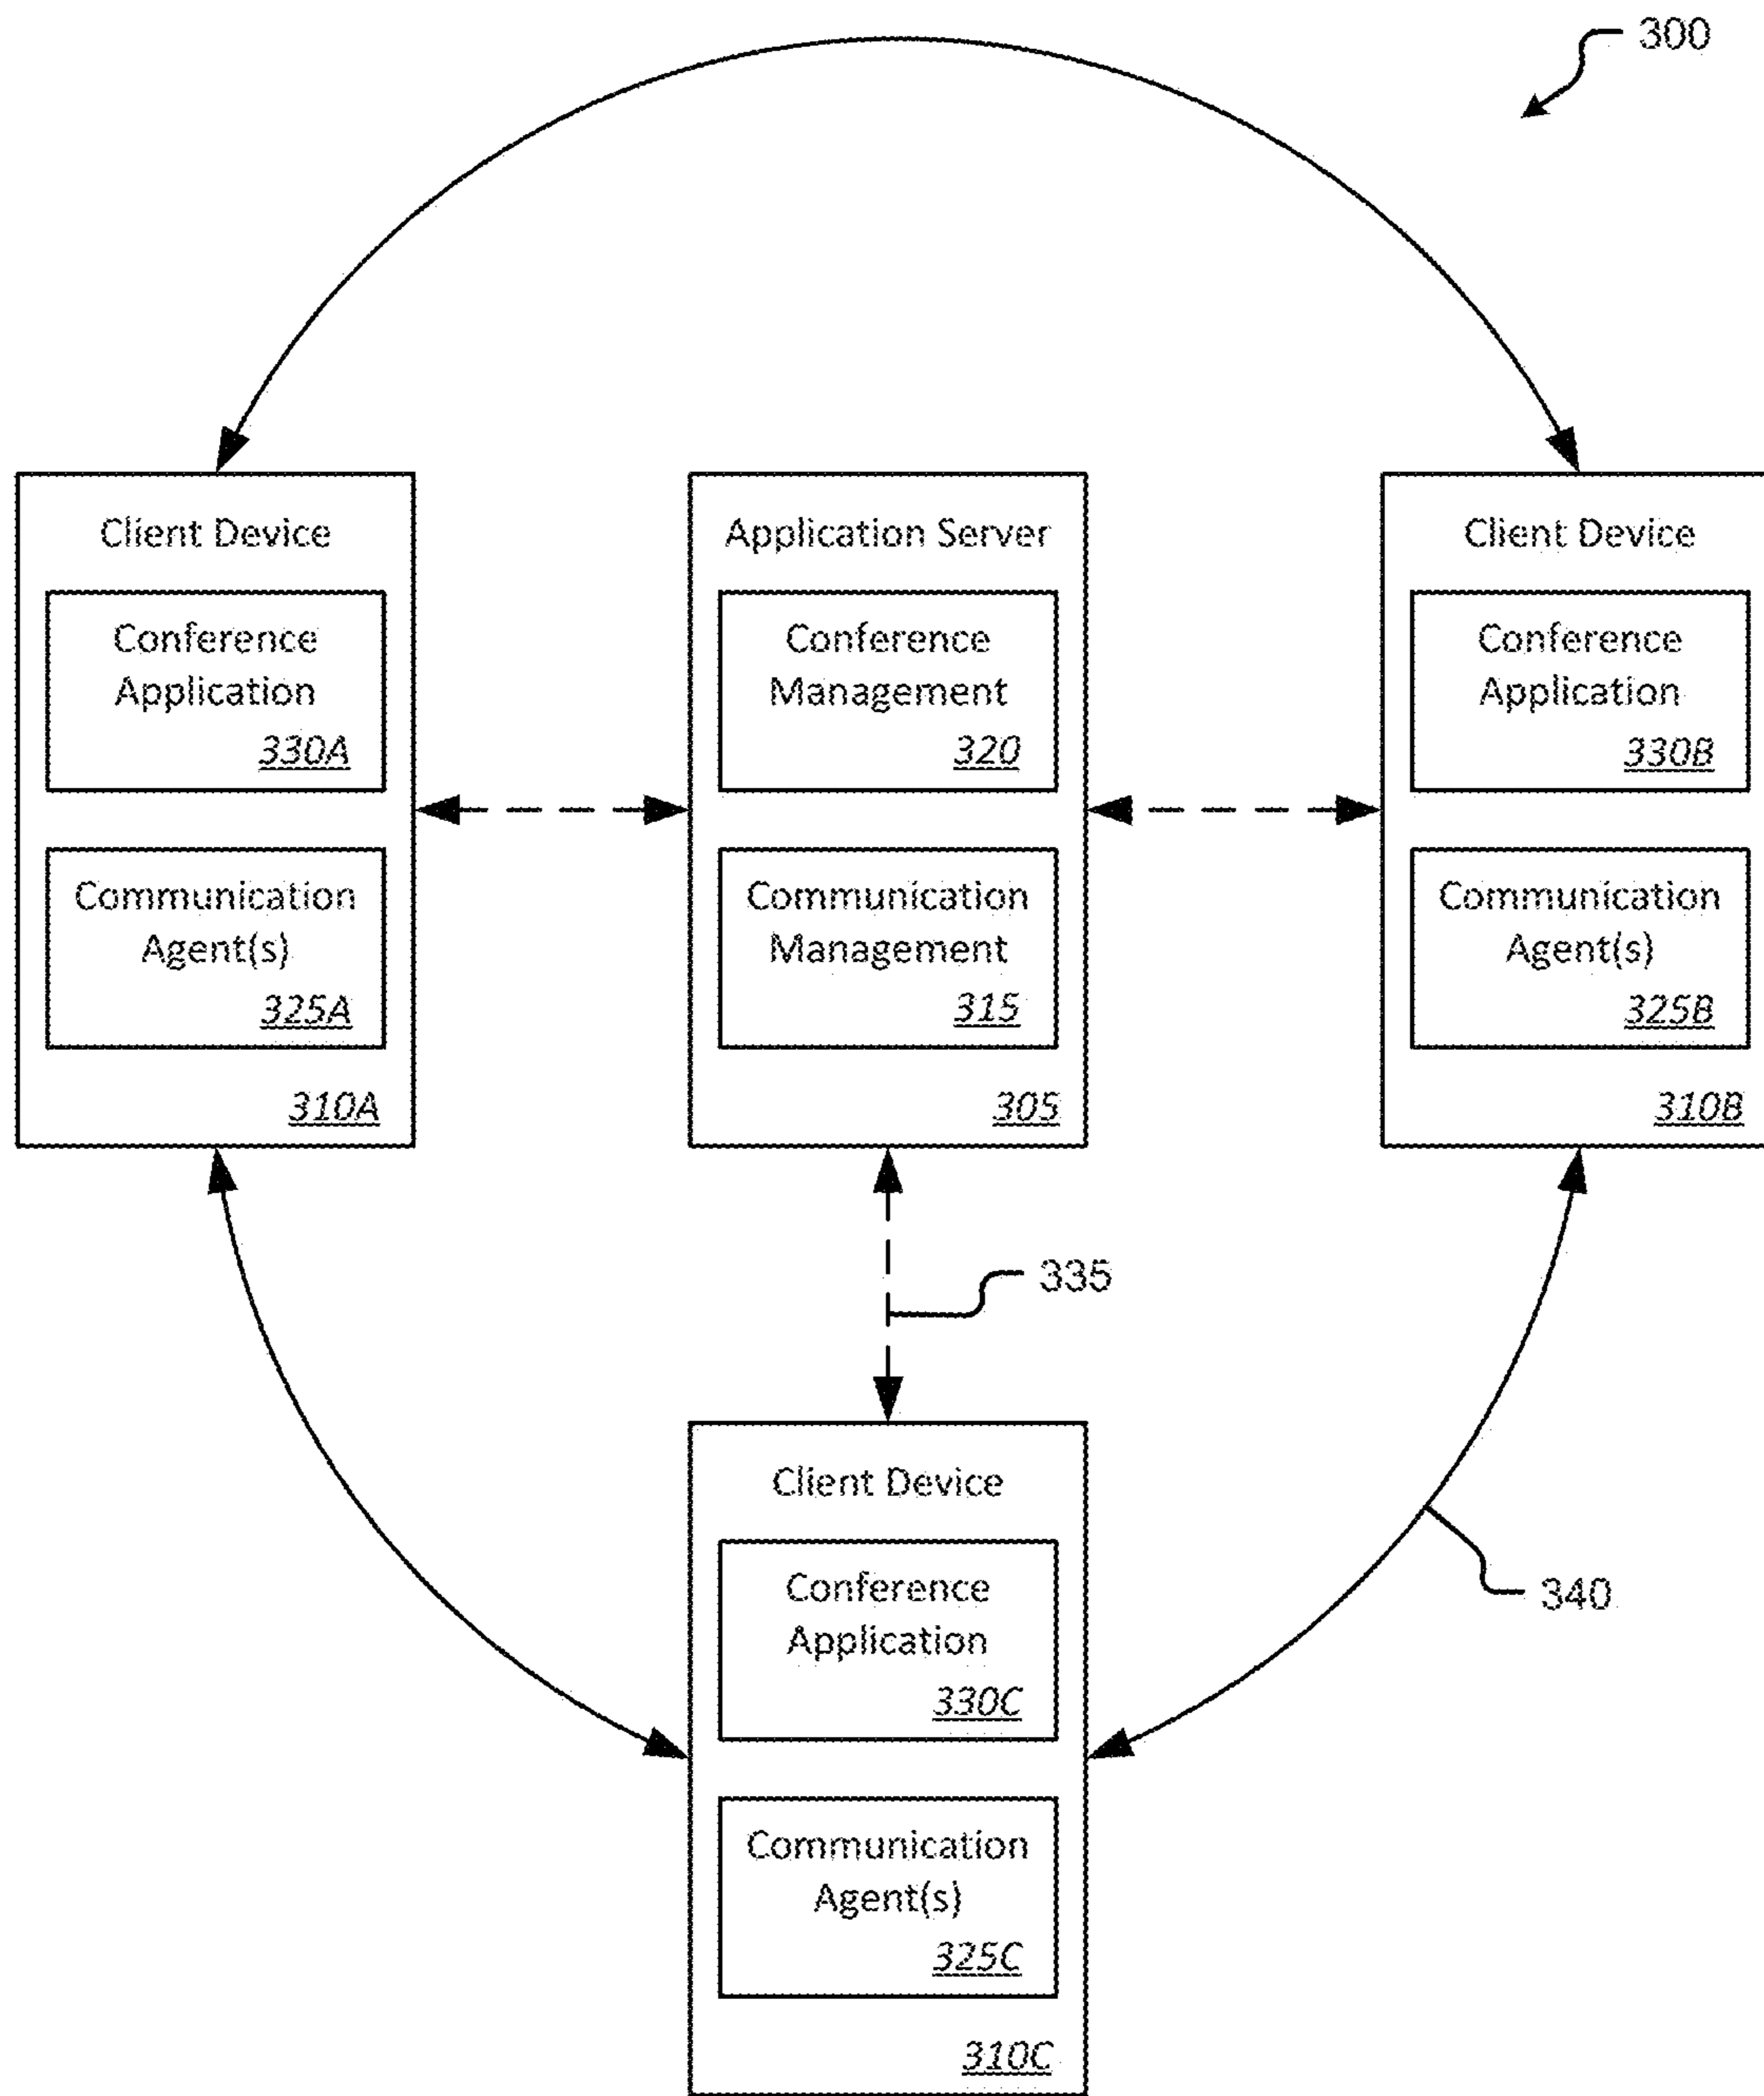 300
Client Device
Conference
Application
330A
Communication
Agent(s)
325A
310A
Application Server
Conference
Management
320
Communication
Management
315
305
Client Device
Conference
Application
330B
Communication
Agent(s)
325B
310B
335
Client Device
Conference
Application
330C
Communication
Agent(s)
325C
310C
340